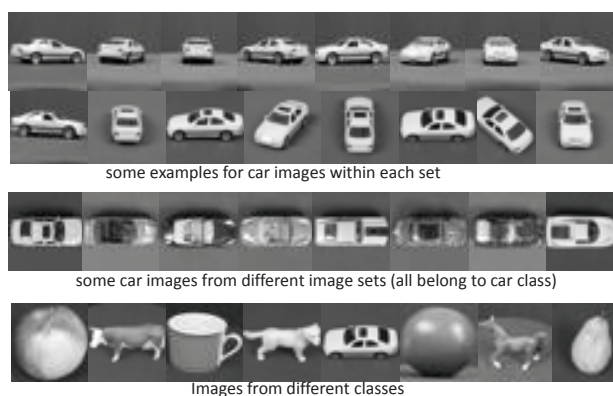 some examples for car images within each set
some car images from different image sets (all belong to car class)
Images from different classes